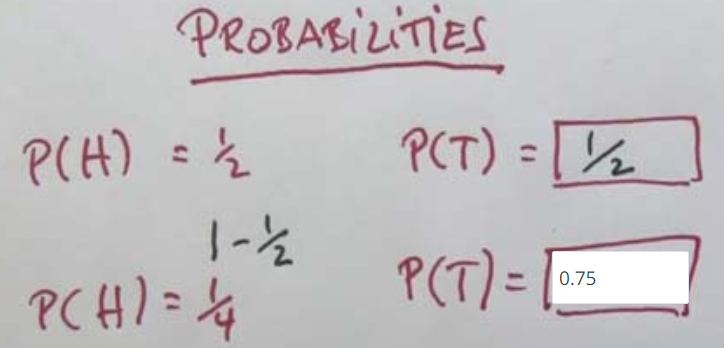 PROBABILITIES
P(H) = 1/2 P(T) = 1/2
1-1/2
P(H) = 1/4 P(T) = 0.75